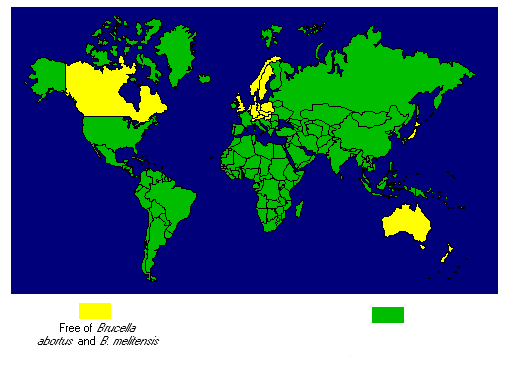 Free of Brucella
abortus and B. melitensis